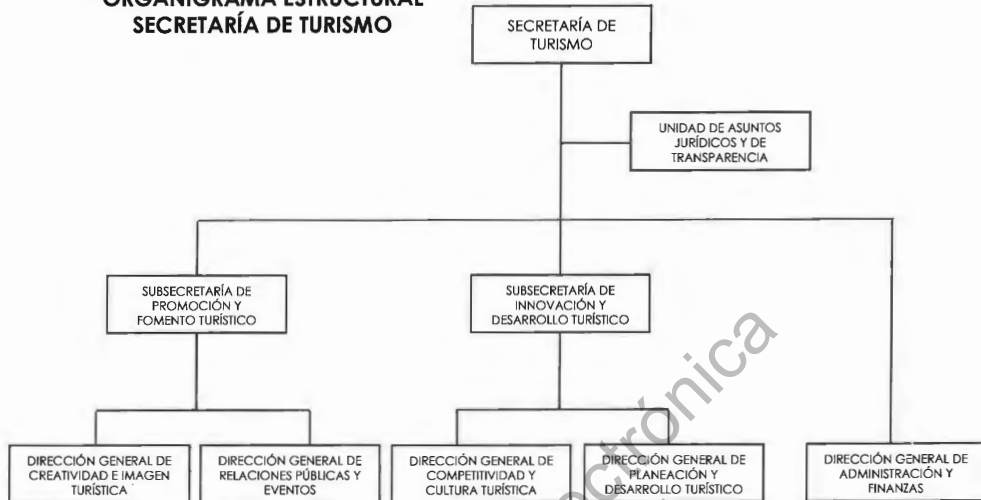 ORGANIGRAMA ESTRUCTURAL
SECRETARÍA DE TURISMO
SECRETARÍA DE
TURISMO
UNIDAD DE ASUNTOS
JURÍDICOS Y DE
TRANSPARENCIA
SUBSECRETARÍA DE
PROMOCIÓN Y
FOMENTO TURÍSTICO
SUBSECRETARÍA DE
INNOVACIÓN Y
DESARROLLO TURÍSTICO
DIRECCIÓN GENERAL DE
CREATIVIDAD E IMAGEN
TURÍSTICA
DIRECCIÓN GENERAL DE
RELACIONES PÚBLICAS Y
EVENTOS
DIRECCIÓN GENERAL DE
COMPETITIVIDAD Y
CULTURA TURÍSTICA
DIRECCIÓN GENERAL DE
PLANEACIÓN Y
DESARROLLO TURÍSTICO
DIRECCIÓN GENERAL DE
ADMINISTRACIÓN Y
FINANZAS